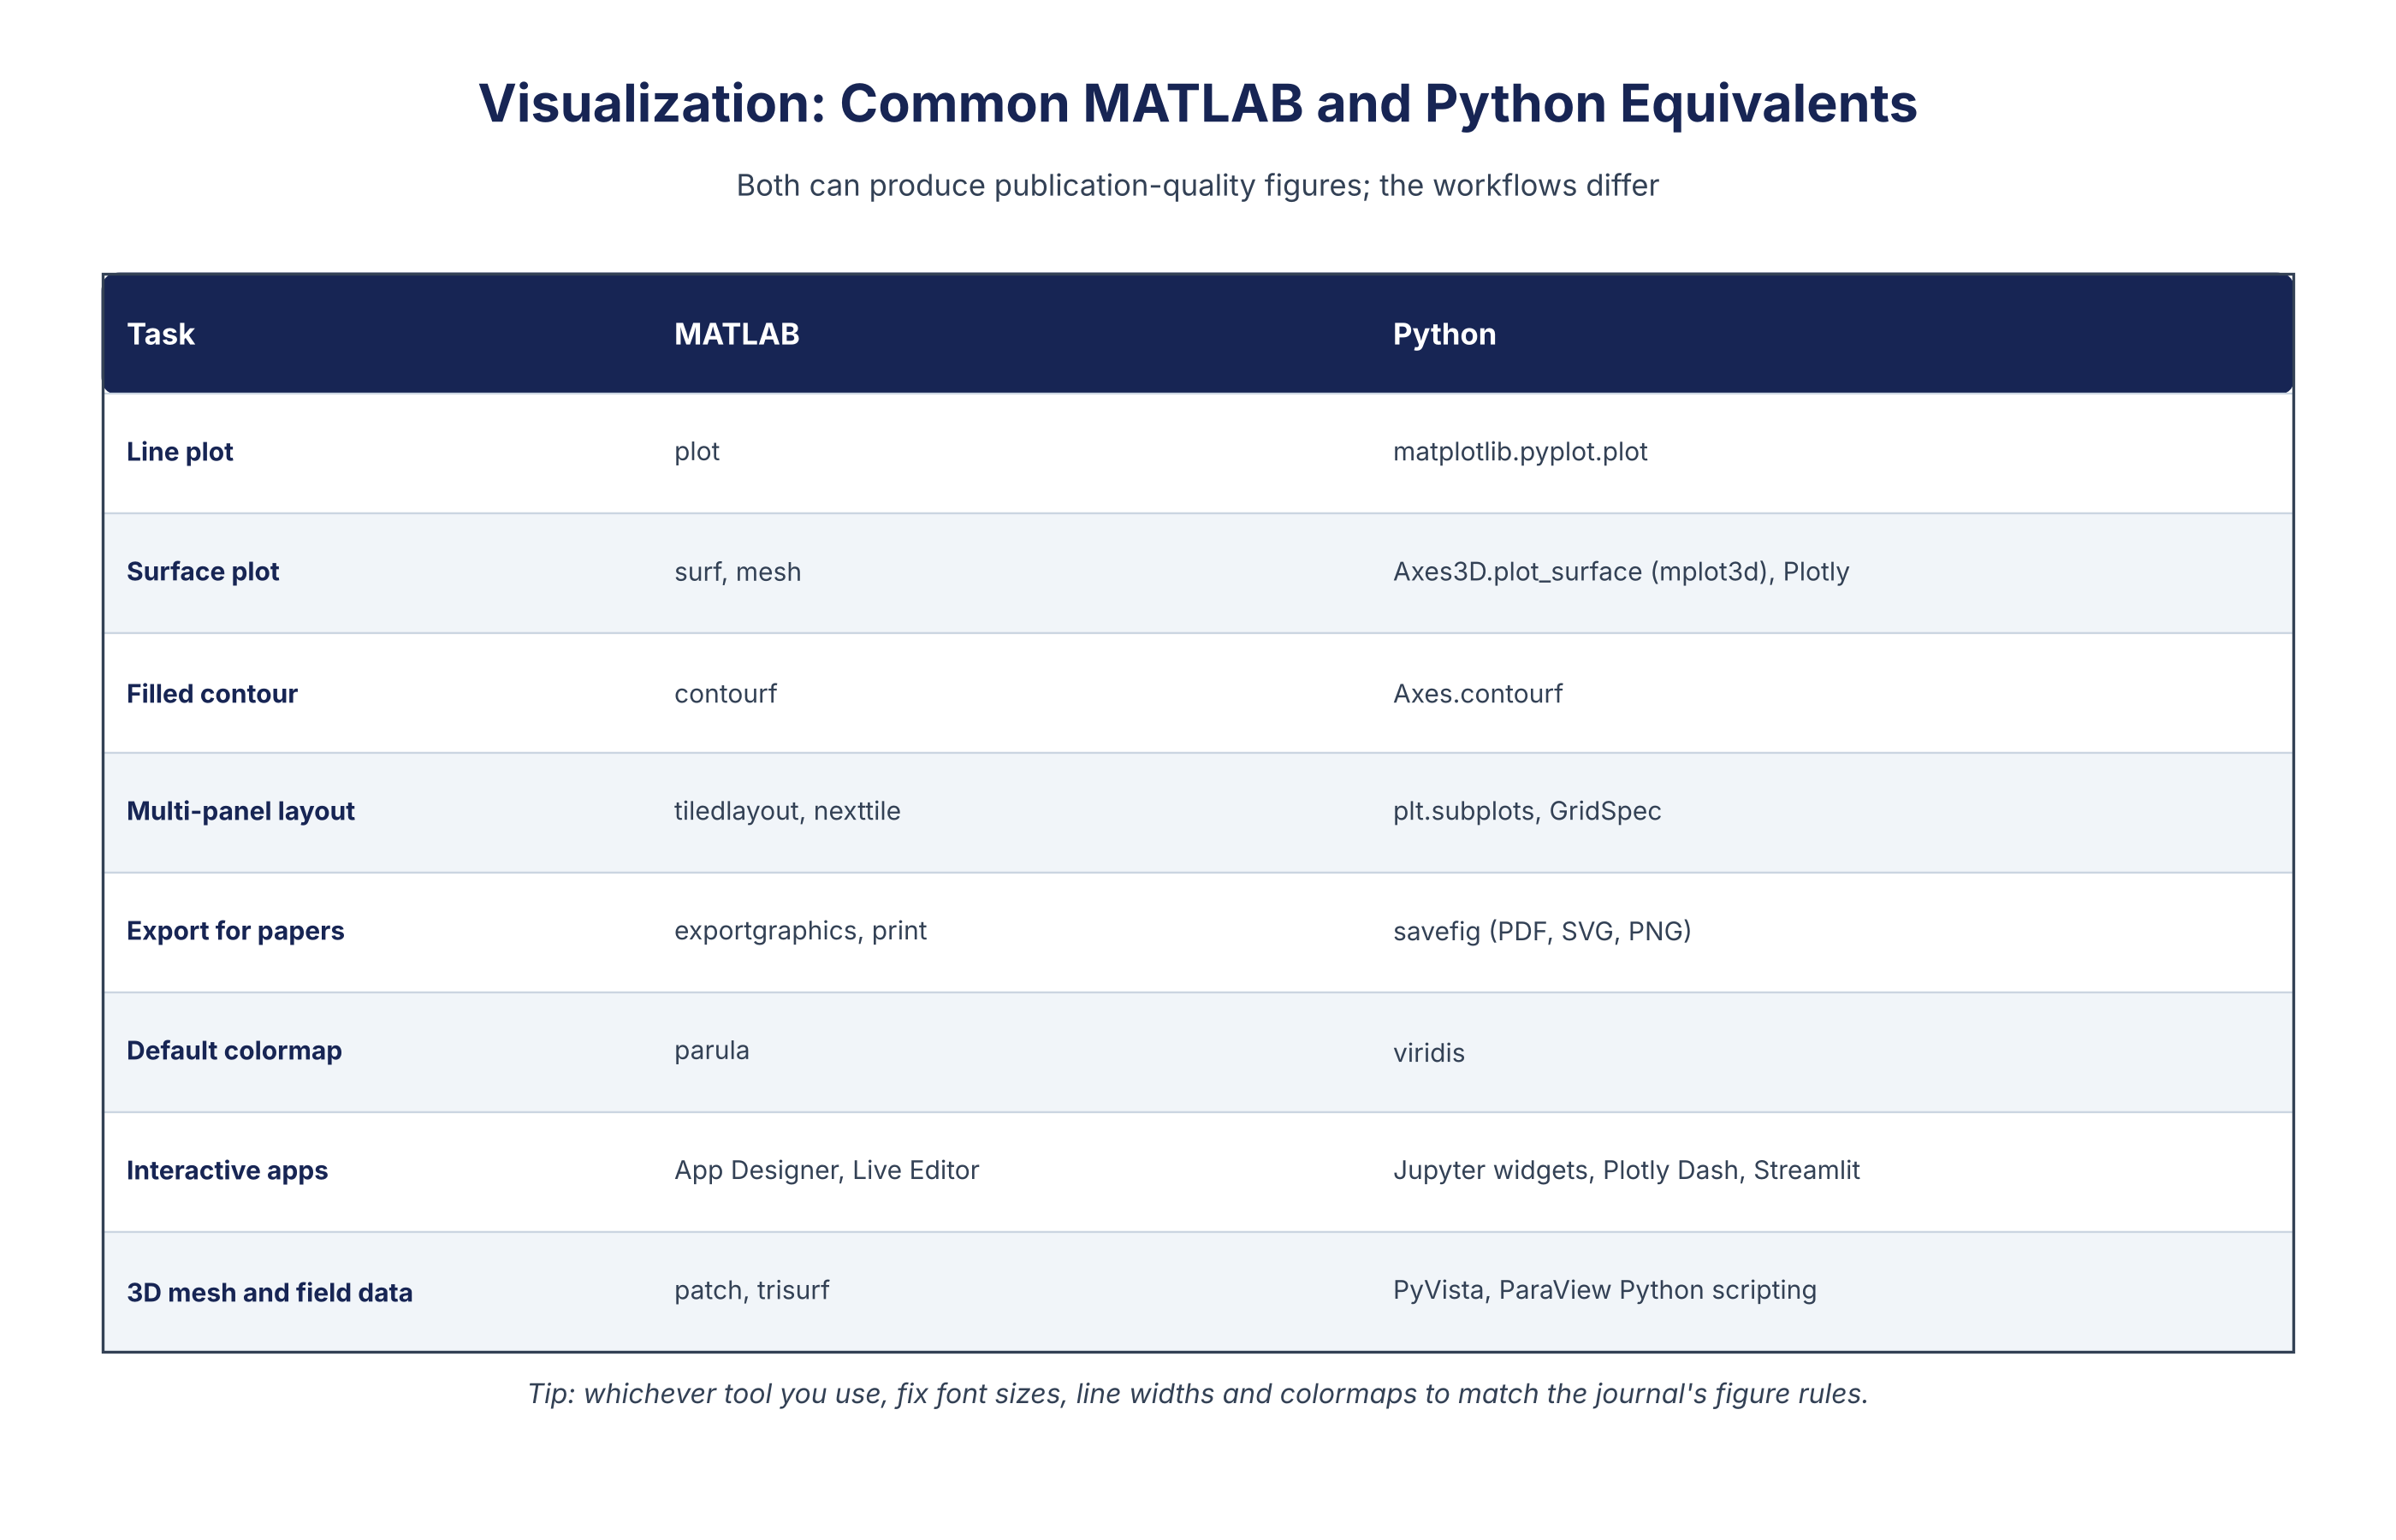 Visualization: Common MATLAB and Python Equivalents
Both can produce publication-quality figures; the workflows differ
Task MATLAB Python
Line plot plot matplotlib.pyplot.plot
Surface plot surf, mesh Axes3D.plot_surface (mplot3d), Plotly
Filled contour contourf Axes.contourf
Multi-panel layout tiledlayout, nexttile plt.subplots, GridSpec
Export for papers exportgraphics, print savefig (PDF, SVG, PNG)
Default colormap parula viridis
Interactive apps App Designer, Live Editor Jupyter widgets, Plotly Dash, Streamlit
3D mesh and field data patch, trisurf PyVista, ParaView Python scripting
Tip: whichever tool you use, fix font sizes, line widths and colormaps to match the journal's figure rules.